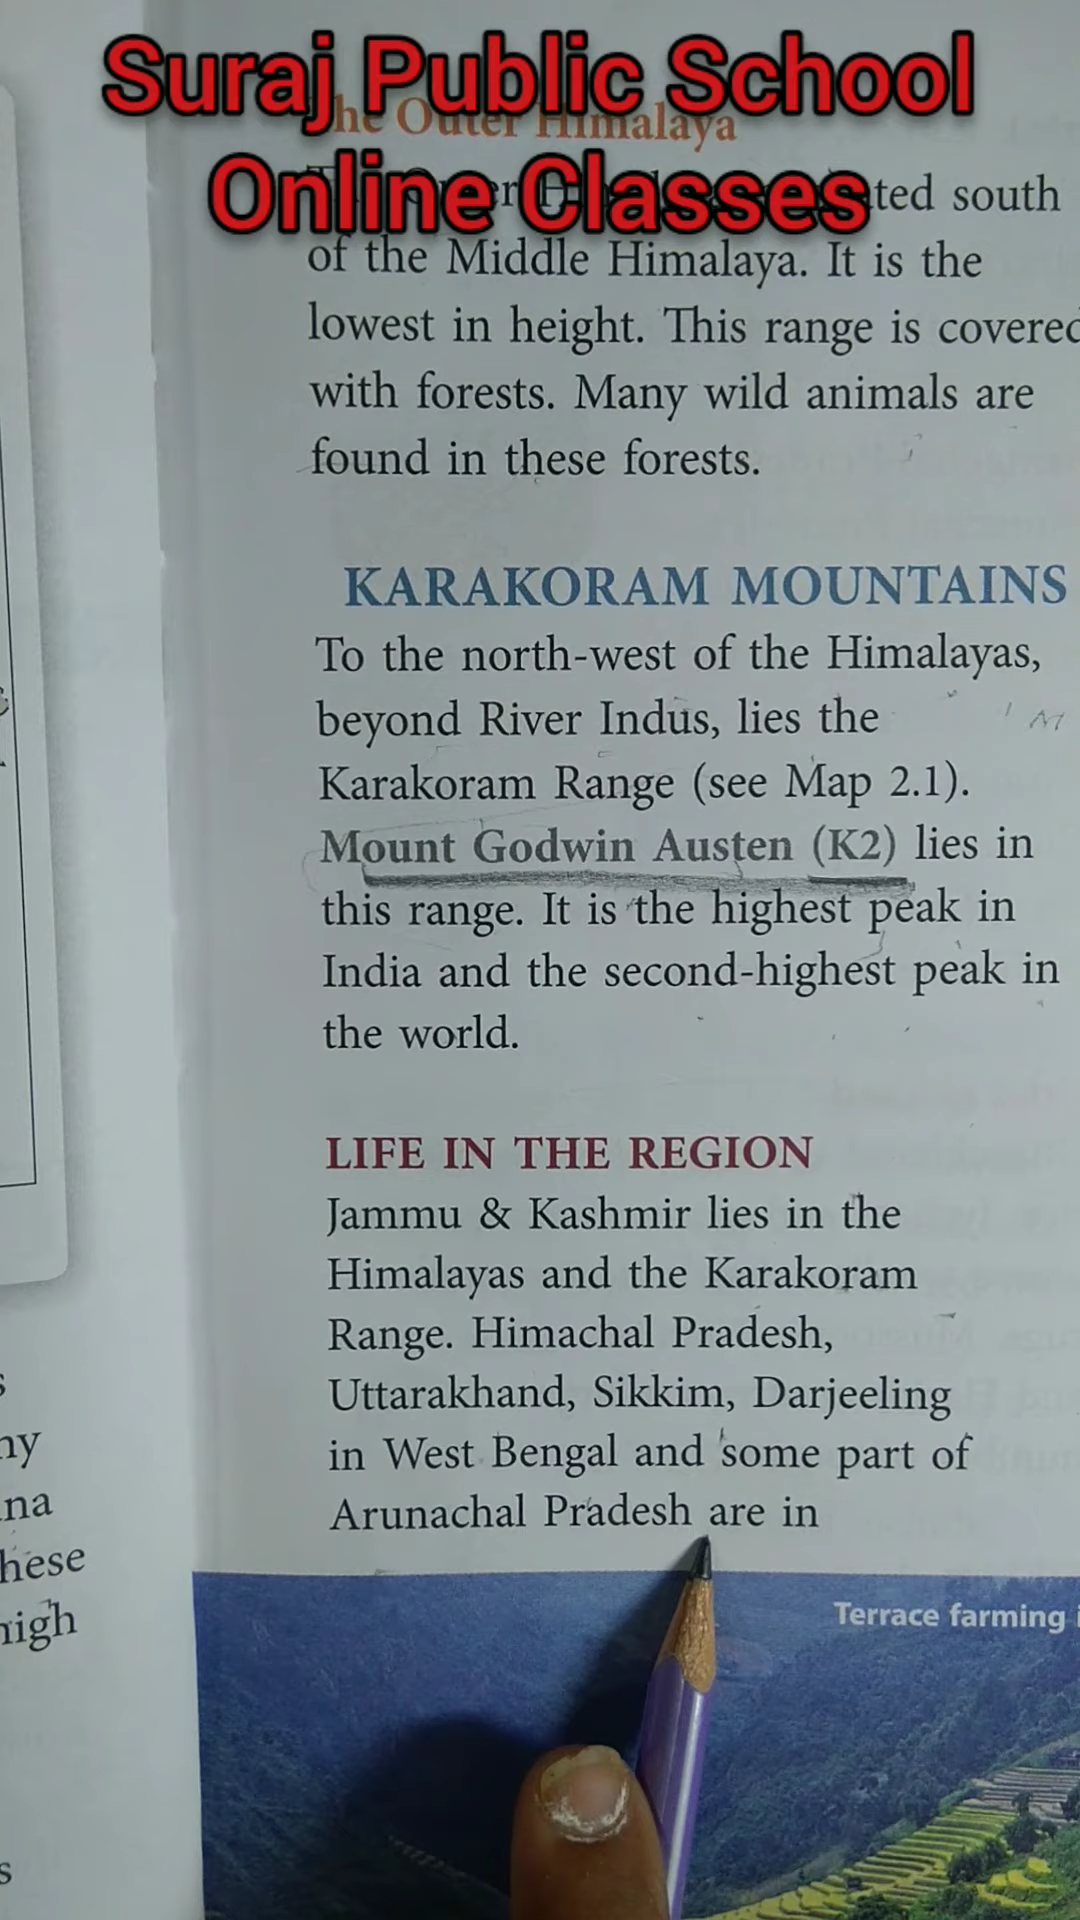 Suraj Public School
Online Classes
The Outer Himalaya
south
of the Middle Himalaya. It is the
lowest in height. This range is covered
with forests. Many wild animals are
found in these forests.
KARAKORAM MOUNTAINS
To the north-west of the Himalayas,
beyond River Indus, lies the
Karakoram Range (see Map 2.1).
Mount Godwin Austen (K2) lies in
this range. It is the highest peak in
India and the second-highest peak in
the world.
LIFE IN THE REGION
Jammu & Kashmir lies in the
Himalayas and the Karakoram
Range. Himachal Pradesh,
Uttarakhand, Sikkim, Darjeeling
in West Bengal and some part of
Arunachal Pradesh are in
Terrace farming